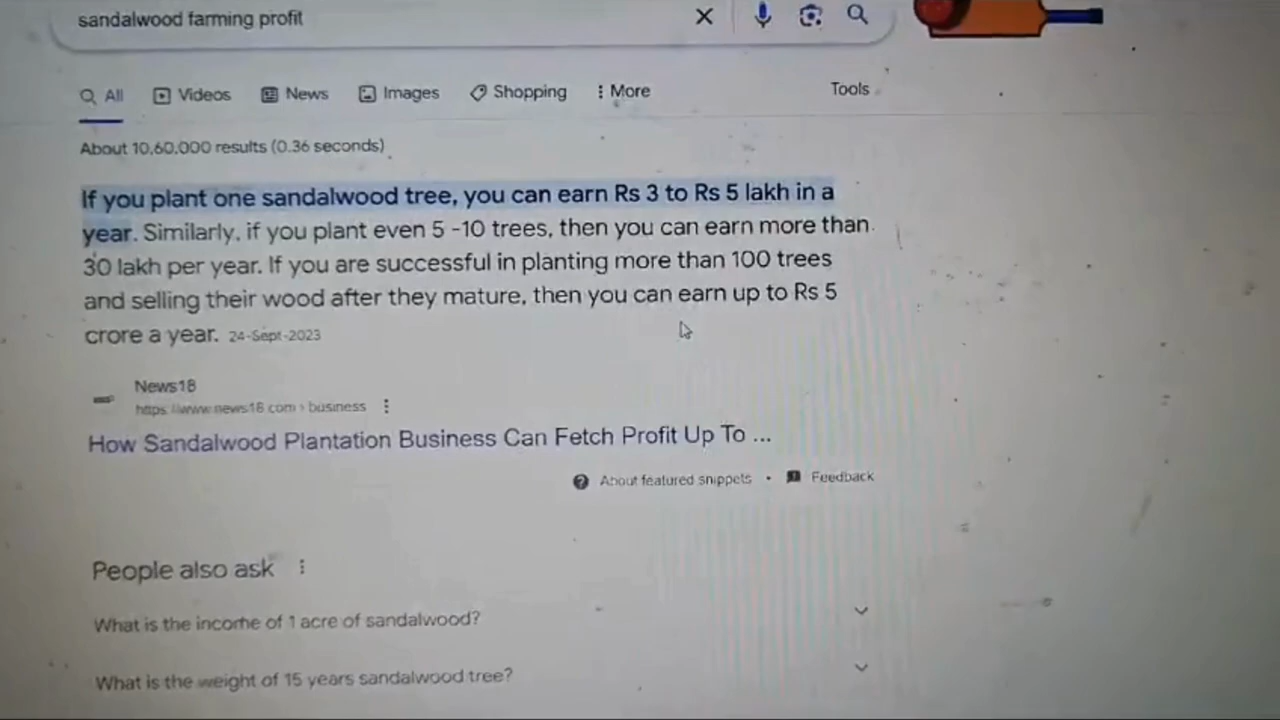 sandalwood farming profit
All Videos News Images Shopping More Tools
About 10,60,000 results (0.36 seconds)
If you plant one sandalwood tree, you can earn Rs 3 to Rs 5 lakh in a
year. Similarly, if you plant even 5 -10 trees, then you can earn more than
30 lakh per year. If you are successful in planting more than 100 trees
and selling their wood after they mature, then you can earn up to Rs 5
crore a year. 24-Sept-2023
News18
https://www.news18.com › business
How Sandalwood Plantation Business Can Fetch Profit Up To ...
About featured snippets • Feedback
People also ask
What is the income of 1 acre of sandalwood?
What is the weight of 15 years sandalwood tree?